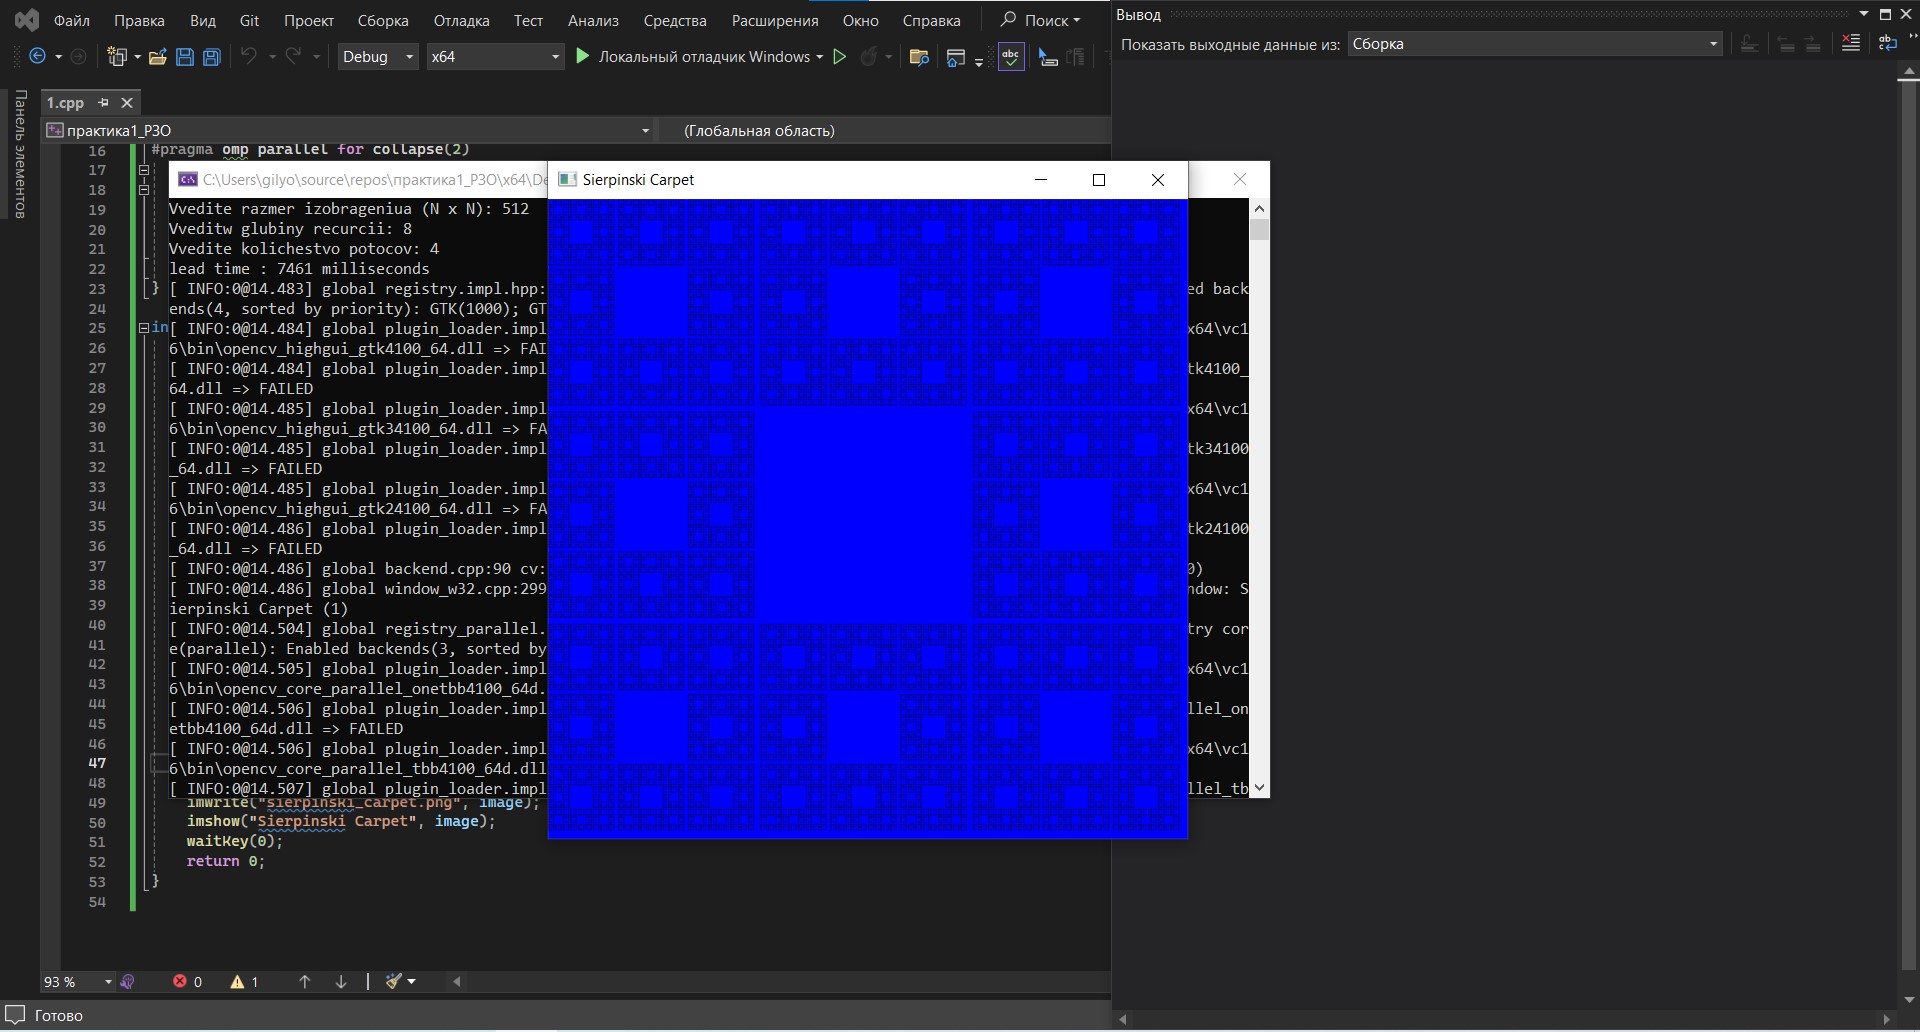 Файл Правка Вид Git Проект Сборка Отладка Тест Анализ Средства Расширения Окно Справка Поиск
Вывод
Debug x64 Локальный отладчик Windows
Показать выходные данные из: Сборка
Панель элементов
1.cpp
практика1_РЗО (Глобальная область)
16 #pragma omp parallel for collapse(2)
17
C:\Users\gilyo\source\repos\практика1_РЗО\x64\De
Sierpinski Carpet
18
19 Vvedite razmer izobrageniua (N x N): 512
20 Vveditw glubiny recurcii: 8
21 Vvedite kolichestvo potocov: 4
22 lead time : 7461 milliseconds
23 } [ INFO:0@14.483] global registry.impl.hpp: ed back
24 ends(4, sorted by priority): GTK(1000); GT
25 in [ INFO:0@14.484] global plugin_loader.impl x64\vc1
26 6\bin\opencv_highgui_gtk4100_64.dll => FAI
27 [ INFO:0@14.484] global plugin_loader.impl tk4100_
28 64.dll => FAILED
29 [ INFO:0@14.485] global plugin_loader.impl x64\vc1
30 6\bin\opencv_highgui_gtk34100_64.dll => FA
31 [ INFO:0@14.485] global plugin_loader.impl tk34100
32 _64.dll => FAILED
33 [ INFO:0@14.485] global plugin_loader.impl x64\vc1
34 6\bin\opencv_highgui_gtk24100_64.dll => FA
35 [ INFO:0@14.486] global plugin_loader.impl tk24100
36 _64.dll => FAILED
37 [ INFO:0@14.486] global backend.cpp:90 cv: 0)
38 [ INFO:0@14.486] global window_w32.cpp:299 ndow: S
39 ierpinski Carpet (1)
40 [ INFO:0@14.504] global registry_parallel. try cor
41 e(parallel): Enabled backends(3, sorted by
42 [ INFO:0@14.505] global plugin_loader.impl x64\vc1
43 6\bin\opencv_core_parallel_onetbb4100_64d.
44 [ INFO:0@14.506] global plugin_loader.impl llel_on
45 etbb4100_64d.dll => FAILED
46 [ INFO:0@14.506] global plugin_loader.impl x64\vc1
47 6\bin\opencv_core_parallel_tbb4100_64d.dll
48 [ INFO:0@14.507] global plugin_loader.impl llel_tb
49 imwrite("sierpinski_carpet.png", image);
50 imshow("Sierpinski Carpet", image);
51 waitKey(0);
52 return 0;
53 }
54
93 % 0 1
Готово